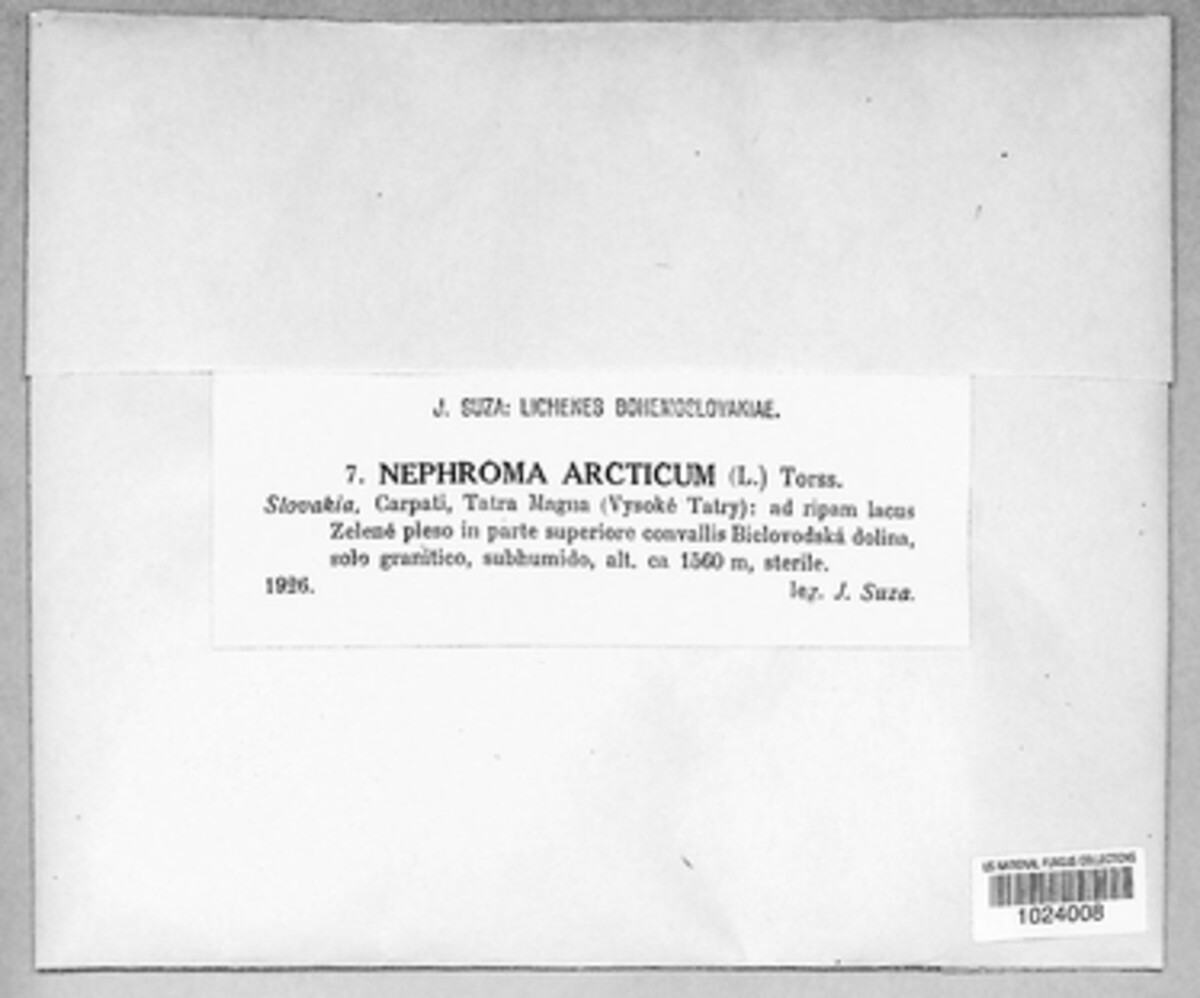 J. SUZA: LICHENES BOHEMOSLOVAKIAE.
7. NEPHROMA ARCTICUM (L.) Torss.
Slovakia. Carpati, Tatra Magna (Vysoké Tatry): ad ripam lacus
Zelené pleso in parte superiore convallis Bielovodská dolina,
solo granitico, subhumido, alt. ca 1560 m, sterile.
1926.
leg. J. Suza.
US NATIONAL FUNGUS COLLECTIONS
1024008